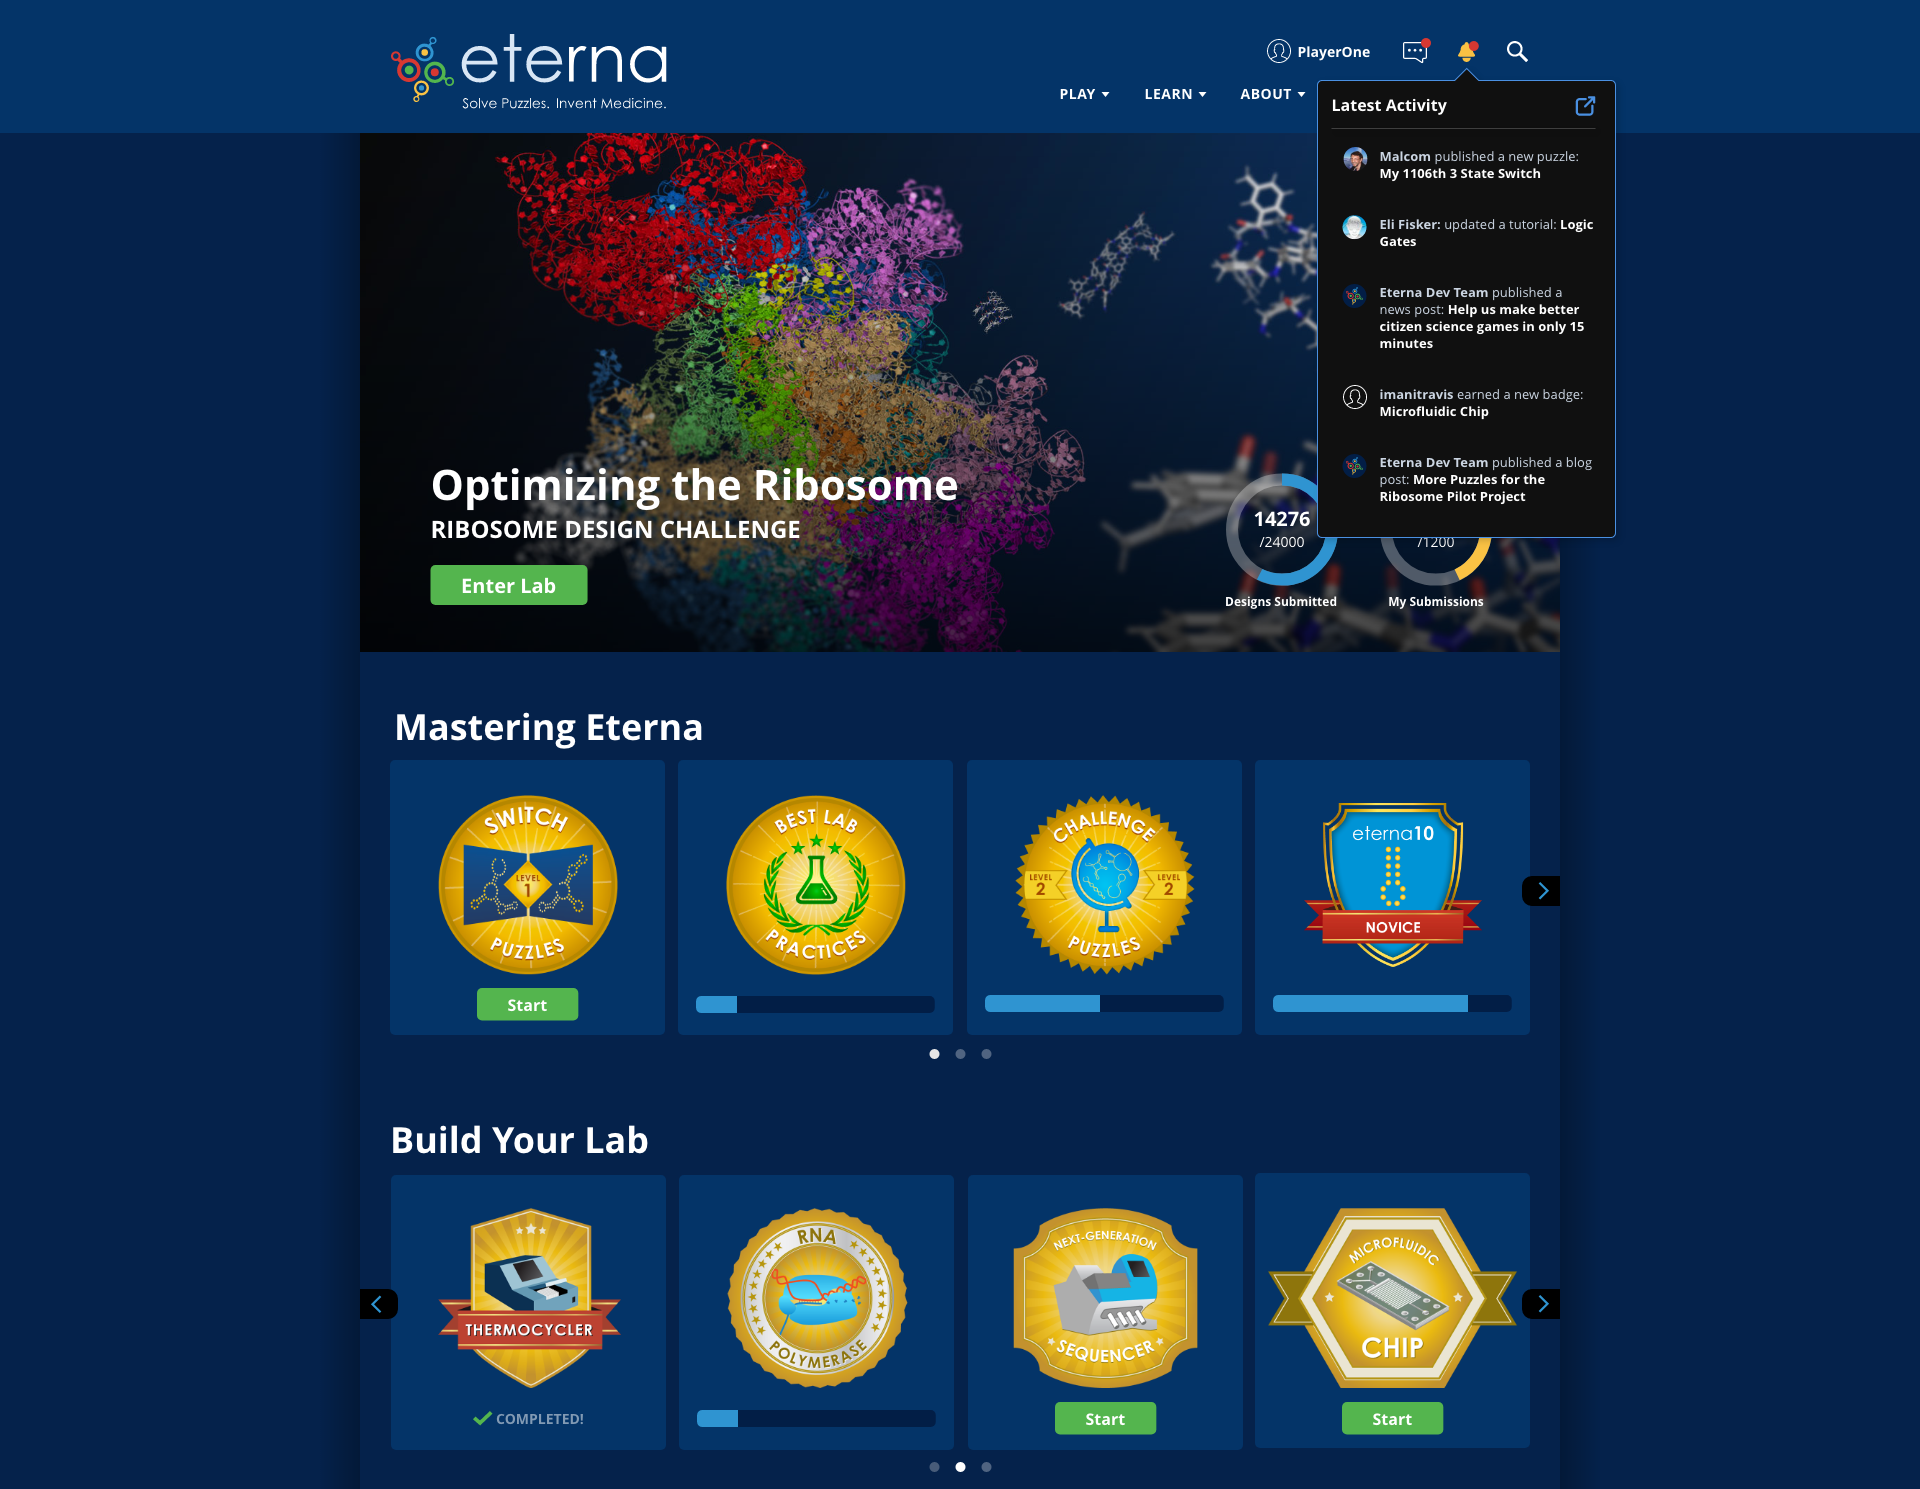 eterna
Solve Puzzles. Invent Medicine.
PlayerOne
PLAY
LEARN
ABOUT
Latest Activity
Malcom published a new puzzle:
My 1106th 3 State Switch
Eli Fisker: updated a tutorial: Logic
Gates
Eterna Dev Team published a
news post: Help us make better
citizen science games in only 15
minutes
imanitravis earned a new badge:
Microfluidic Chip
Eterna Dev Team published a blog
post: More Puzzles for the
Ribosome Pilot Project
Optimizing the Ribosome
RIBOSOME DESIGN CHALLENGE
Enter Lab
14276
/24000
Designs Submitted
/1200
My Submissions
Mastering Eterna
SWITCH
LEVEL
1
PUZZLES
Start
BEST LAB
PRACTICES
CHALLENGE
LEVEL
2
LEVEL
2
PUZZLES
eterna10
NOVICE
Build Your Lab
THERMOCYCLER
COMPLETED!
RNA
POLYMERASE
NEXT-GENERATION
SEQUENCER
Start
MICROFLUIDIC
CHIP
Start